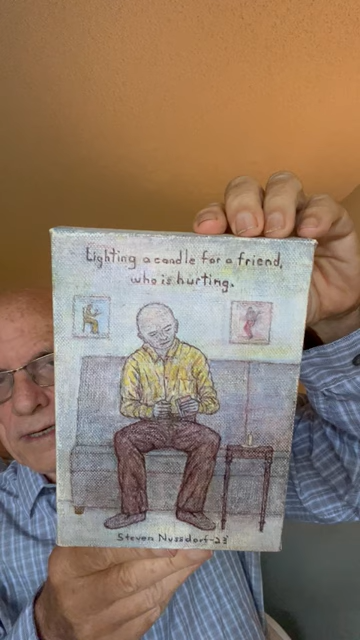 Lighting a candle for a friend,
who is hurting.
Steven Nussdorf-23